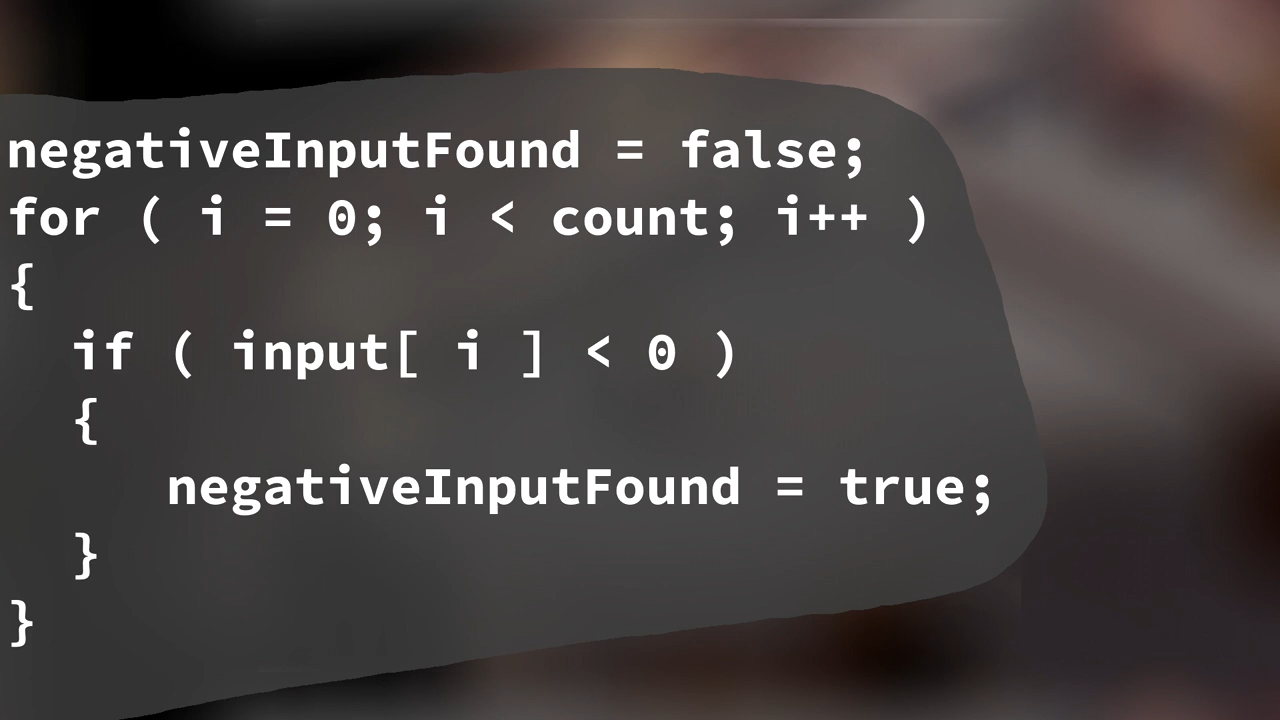 negativeInputFound = false;
for ( i = 0; i < count; i++ )
{
  if ( input[ i ] < 0 )
  {
     negativeInputFound = true;
  }
}